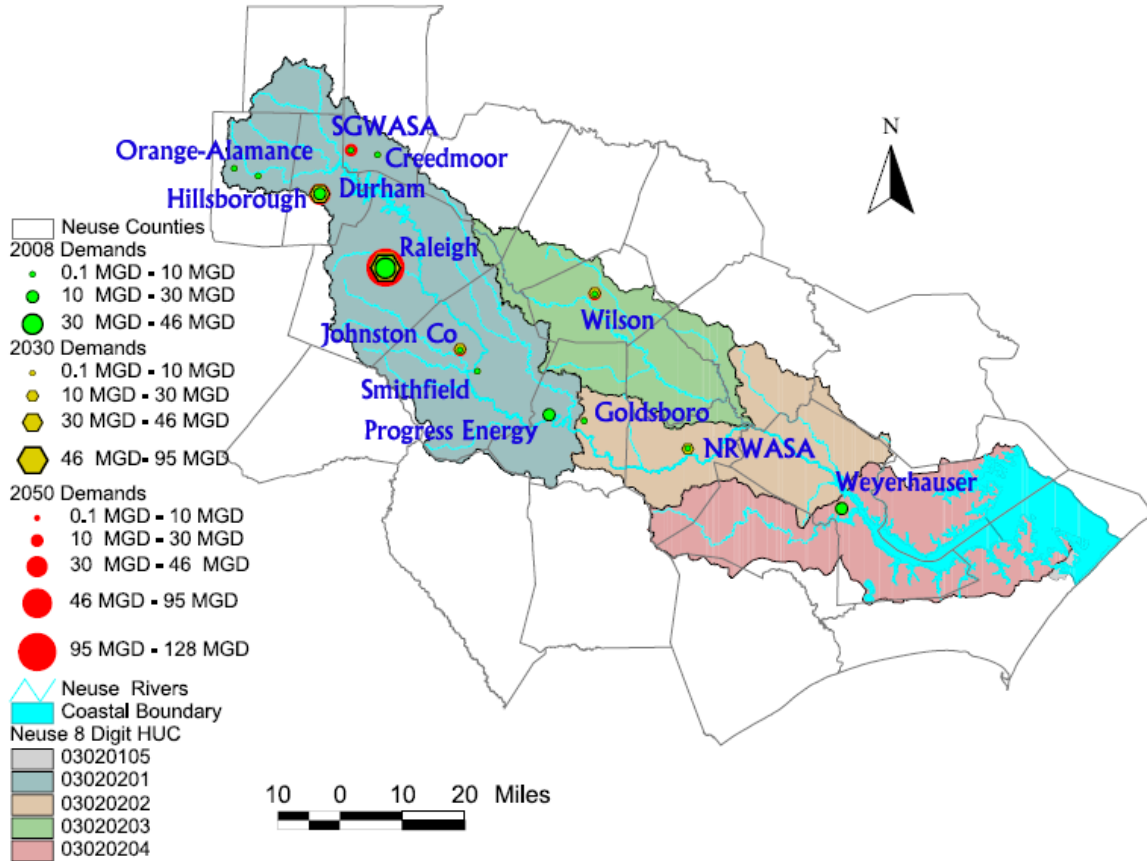 N
SGWASA
Orange-Alamance
Creedmoor
Hillsborough
Durham
Raleigh
Wilson
Johnston Co
Smithfield
Goldsboro
Progress Energy
NRWASA
Weyerhauser
Neuse Counties
2008 Demands
0.1 MGD - 10 MGD
10 MGD - 30 MGD
30 MGD - 46 MGD
2030 Demands
0.1 MGD - 10 MGD
10 MGD - 30 MGD
30 MGD - 46 MGD
46 MGD - 95 MGD
2050 Demands
0.1 MGD - 10 MGD
10 MGD - 30 MGD
30 MGD - 46 MGD
46 MGD - 95 MGD
95 MGD - 128 MGD
Neuse Rivers
Coastal Boundary
Neuse 8 Digit HUC
03020105
03020201
03020202
03020203
03020204
10 0 10 20 Miles